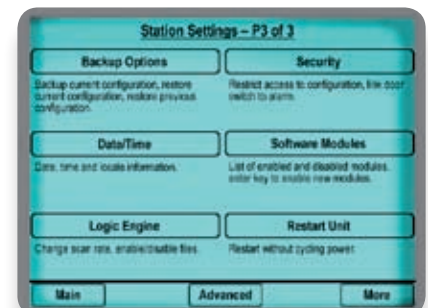 Station Settings – P3 of 3
Backup Options
Security
Backup current configuration, restore
current configuration, restore previous
configuration.
Restrict access to configuration, link door
switch to alarm.
Data/Time
Software Modules
Date, time and locale information.
List of enabled and disabled modules,
enter key to enable new modules.
Logic Engine
Restart Unit
Change scan rate, enable/disable files.
Restart without cycling power.
Main
Advanced
More